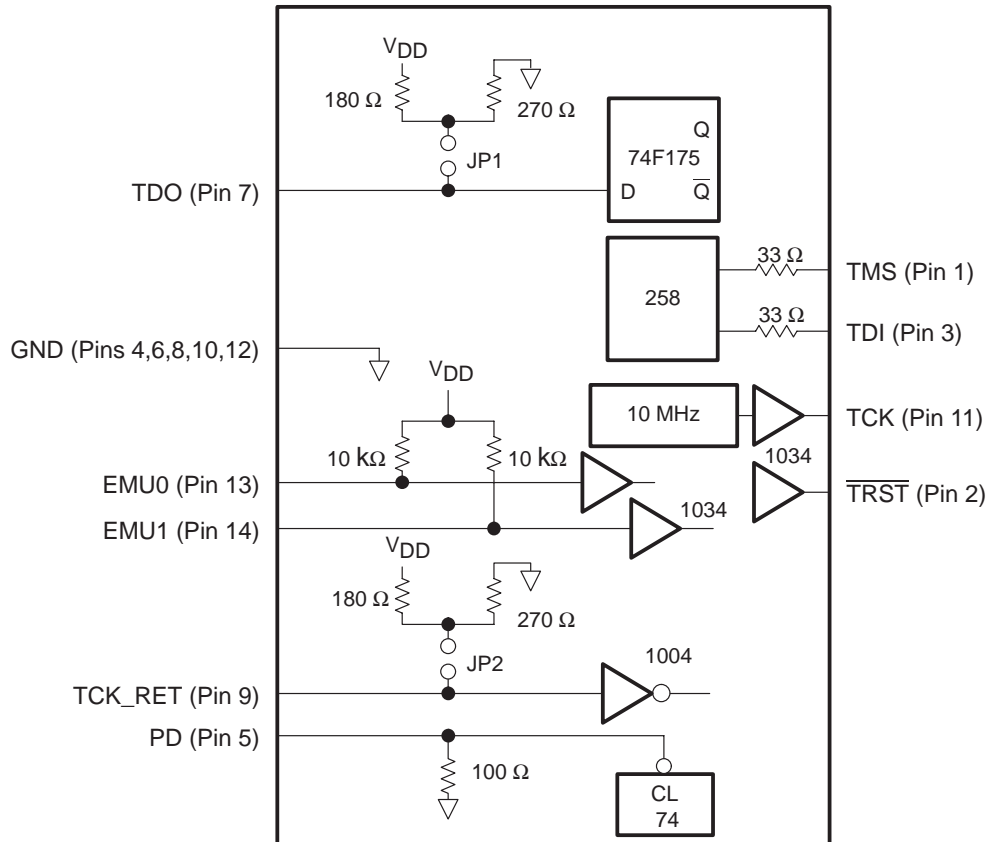 VDD
180 Ω
270 Ω
JP1
Q
74F175
D
Q̅
TDO (Pin 7)
33 Ω
TMS (Pin 1)
258
33 Ω
TDI (Pin 3)
GND (Pins 4,6,8,10,12)
VDD
10 MHz
TCK (Pin 11)
10 kΩ
10 kΩ
1034
EMU0 (Pin 13)
T̅R̅S̅T̅ (Pin 2)
1034
EMU1 (Pin 14)
VDD
180 Ω
270 Ω
JP2
1004
TCK_RET (Pin 9)
PD (Pin 5)
100 Ω
CL
74